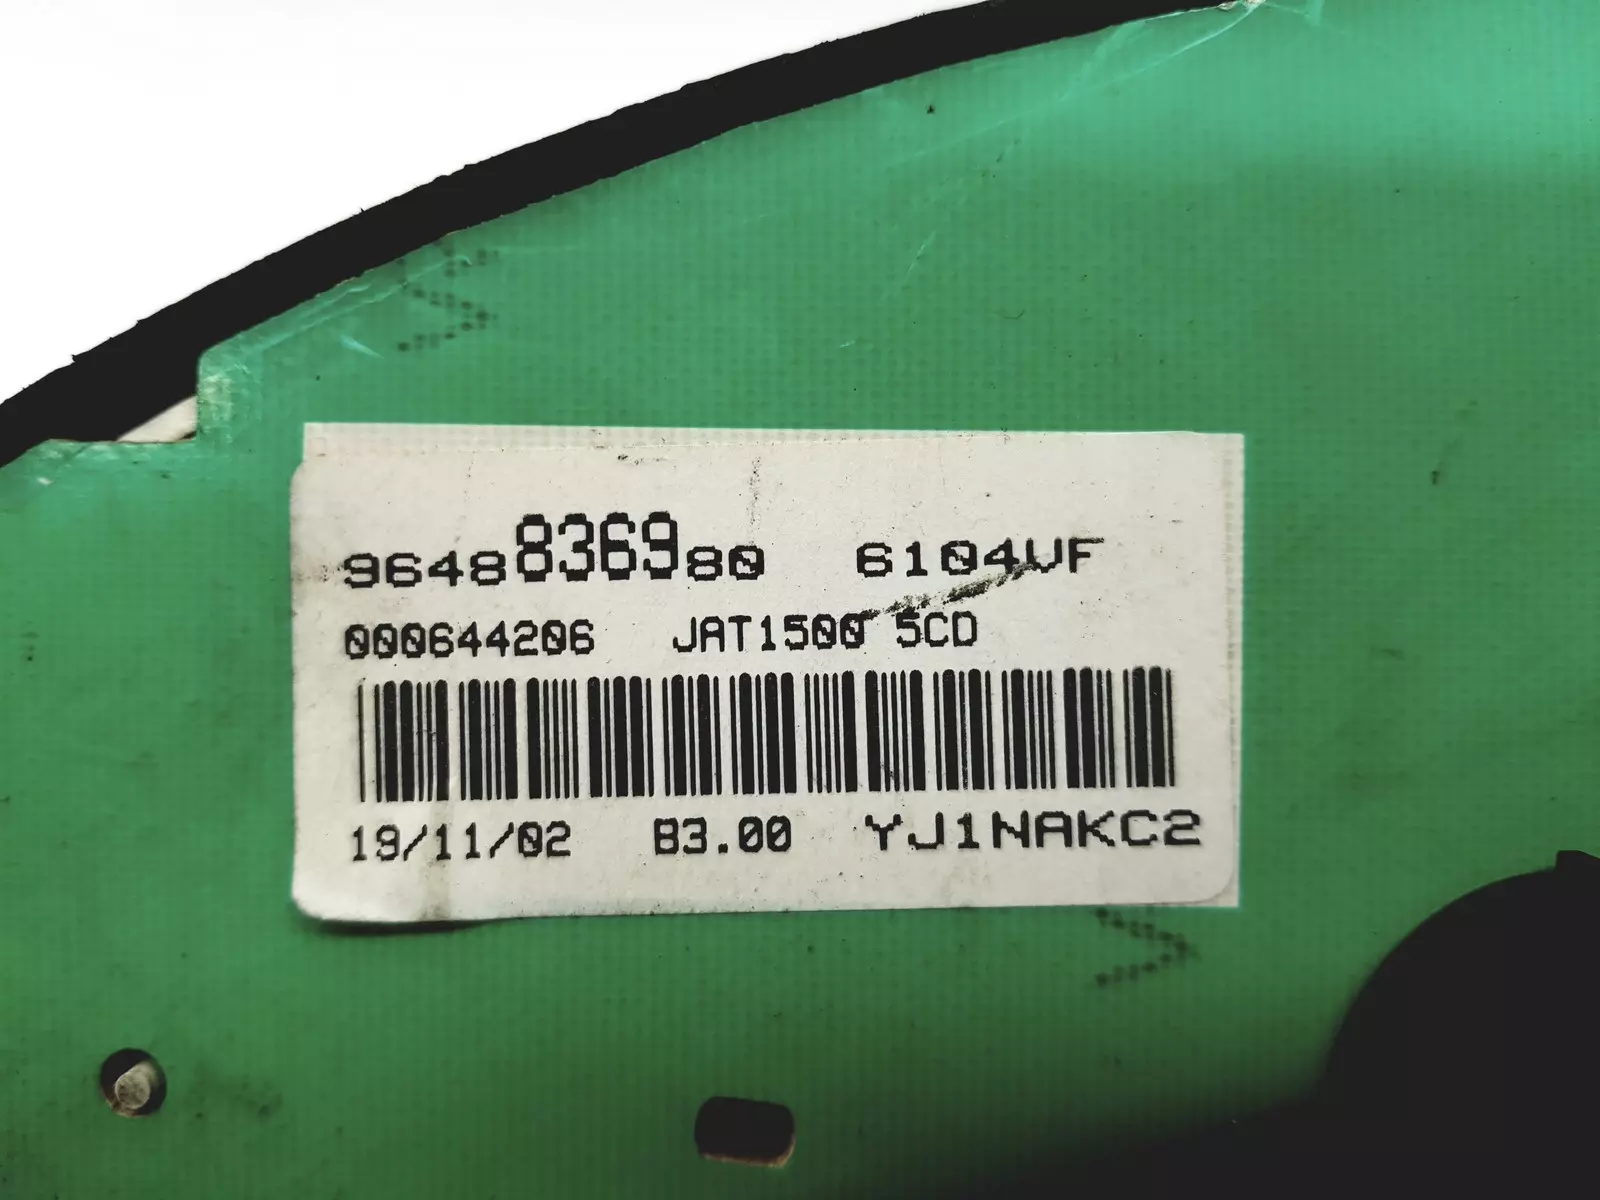 9648836980 6104VF
000644206 JAT1500 5CD
19/11/02 B3.00 YJ1NAKC2